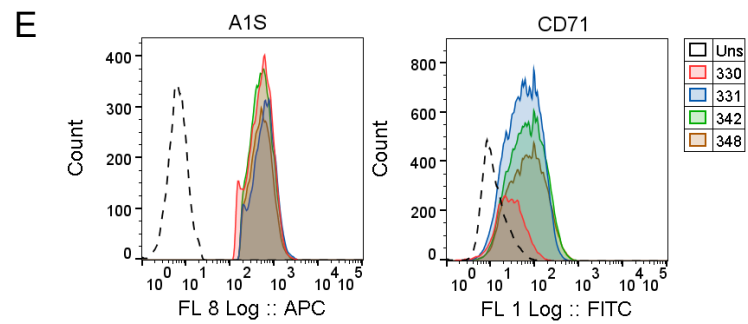 E
A1S
CD71
Count
400
300
200
100
0
10^0 10^1 10^2 10^3 10^4 10^5
FL 8 Log :: APC
Count
800
600
400
200
0
10^0 10^1 10^2 10^3 10^4 10^5
FL 1 Log :: FITC
Uns
330
331
342
348